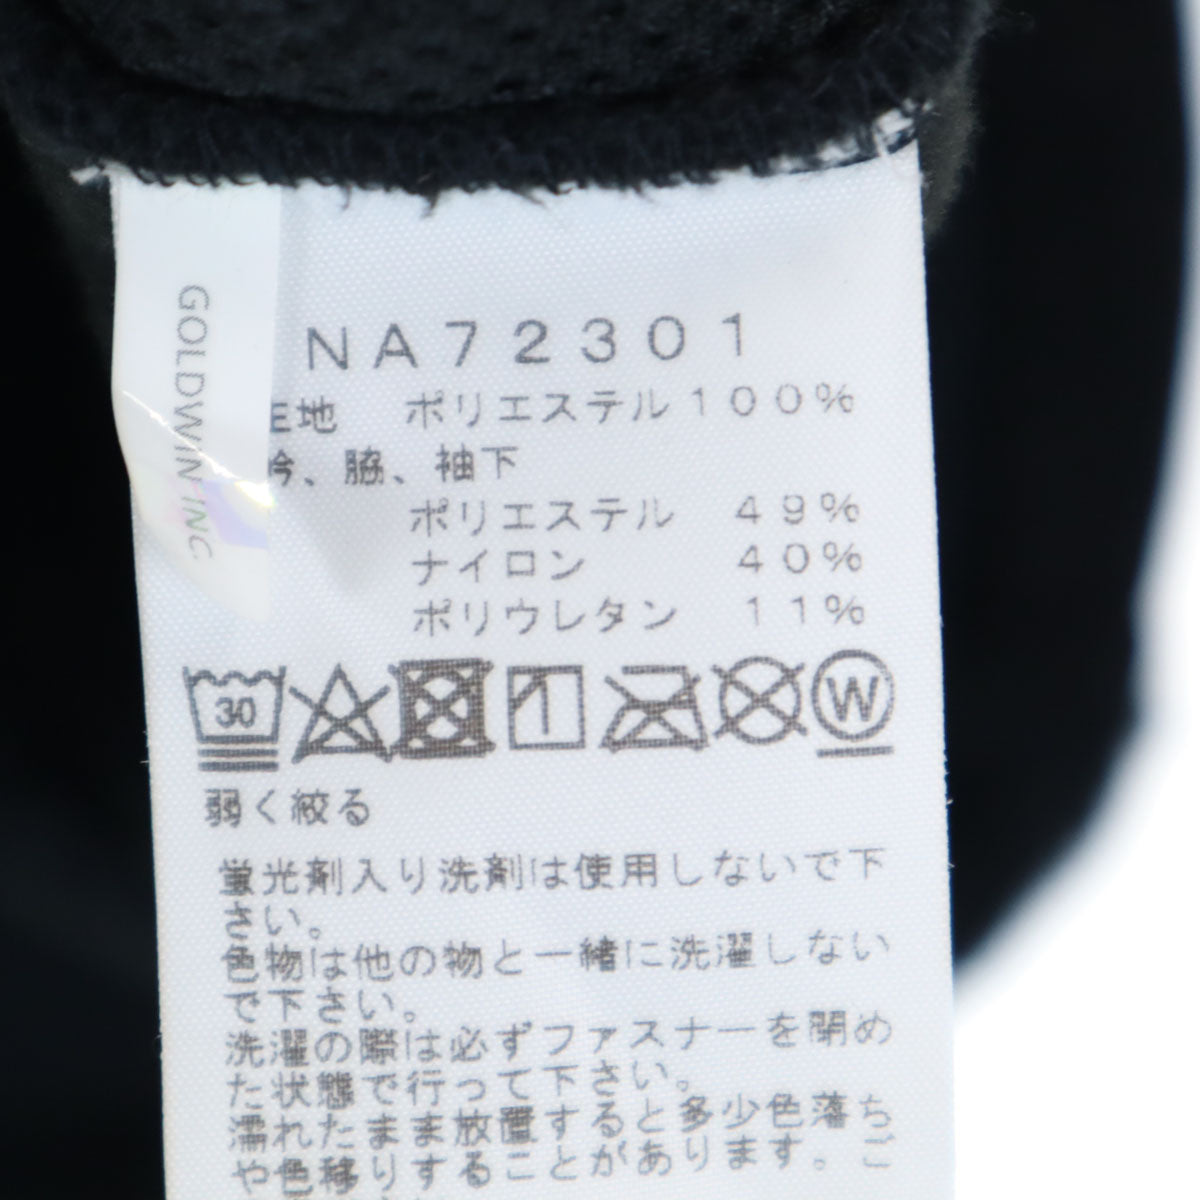 GOLDWIN INC
NA72301
生地 ポリエステル100%
衿、脇、袖下
ポリエステル 49%
ナイロン 40%
ポリウレタン 11%
30
W
弱く絞る
蛍光剤入り洗剤は使用しないで下
さい。
色物は他の物と一緒に洗濯しない
で下さい。
洗濯の際は必ずファスナーを閉め
た状態で行って下さい。
濡れたまま放置すると多少色落ち
や色移りすることがあります。ご